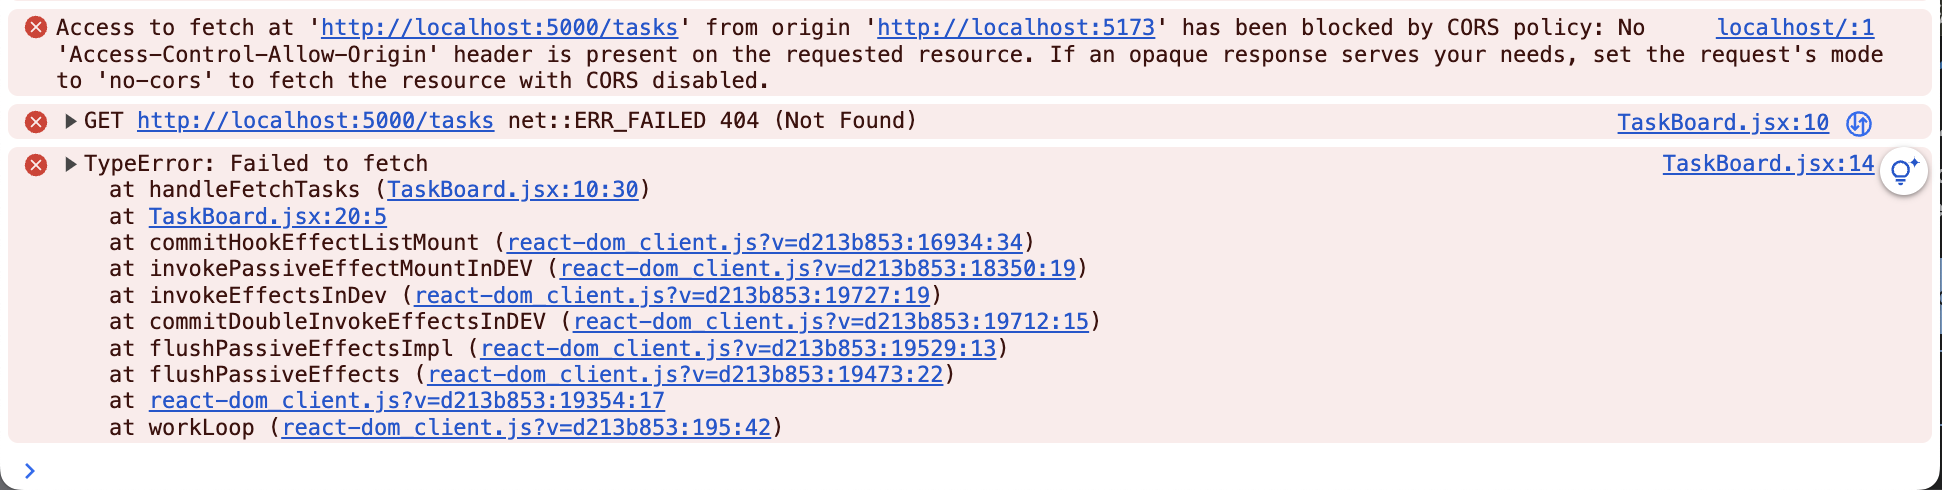 Access to fetch at 'http://localhost:5000/tasks' from origin 'http://localhost:5173' has been blocked by CORS policy: No localhost/:1
'Access-Control-Allow-Origin' header is present on the requested resource. If an opaque response serves your needs, set the request's mode
to 'no-cors' to fetch the resource with CORS disabled.
GET http://localhost:5000/tasks net::ERR_FAILED 404 (Not Found) TaskBoard.jsx:10
TypeError: Failed to fetch TaskBoard.jsx:14
at handleFetchTasks (TaskBoard.jsx:10:30)
at TaskBoard.jsx:20:5
at commitHookEffectListMount (react-dom_client.js?v=d213b853:16934:34)
at invokePassiveEffectMountInDEV (react-dom_client.js?v=d213b853:18350:19)
at invokeEffectsInDev (react-dom_client.js?v=d213b853:19727:19)
at commitDoubleInvokeEffectsInDEV (react-dom_client.js?v=d213b853:19712:15)
at flushPassiveEffectsImpl (react-dom_client.js?v=d213b853:19529:13)
at flushPassiveEffects (react-dom_client.js?v=d213b853:19473:22)
at react-dom_client.js?v=d213b853:19354:17
at workLoop (react-dom_client.js?v=d213b853:195:42)